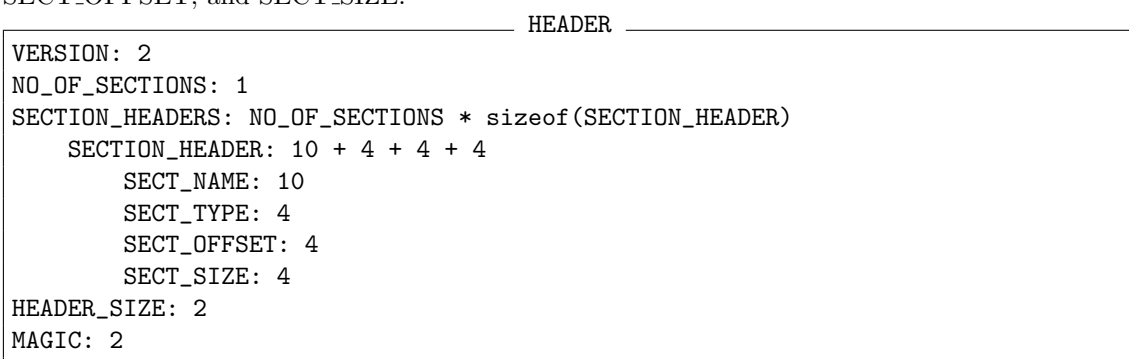 SECT_OFFSET, and SECT_SIZE.
HEADER
VERSION: 2
NO_OF_SECTIONS: 1
SECTION_HEADERS: NO_OF_SECTIONS * sizeof(SECTION_HEADER)
SECTION_HEADER: 10 + 4 + 4 + 4
SECT_NAME: 10
SECT_TYPE: 4
SECT_OFFSET: 4
SECT_SIZE: 4
HEADER_SIZE: 2
MAGIC: 2